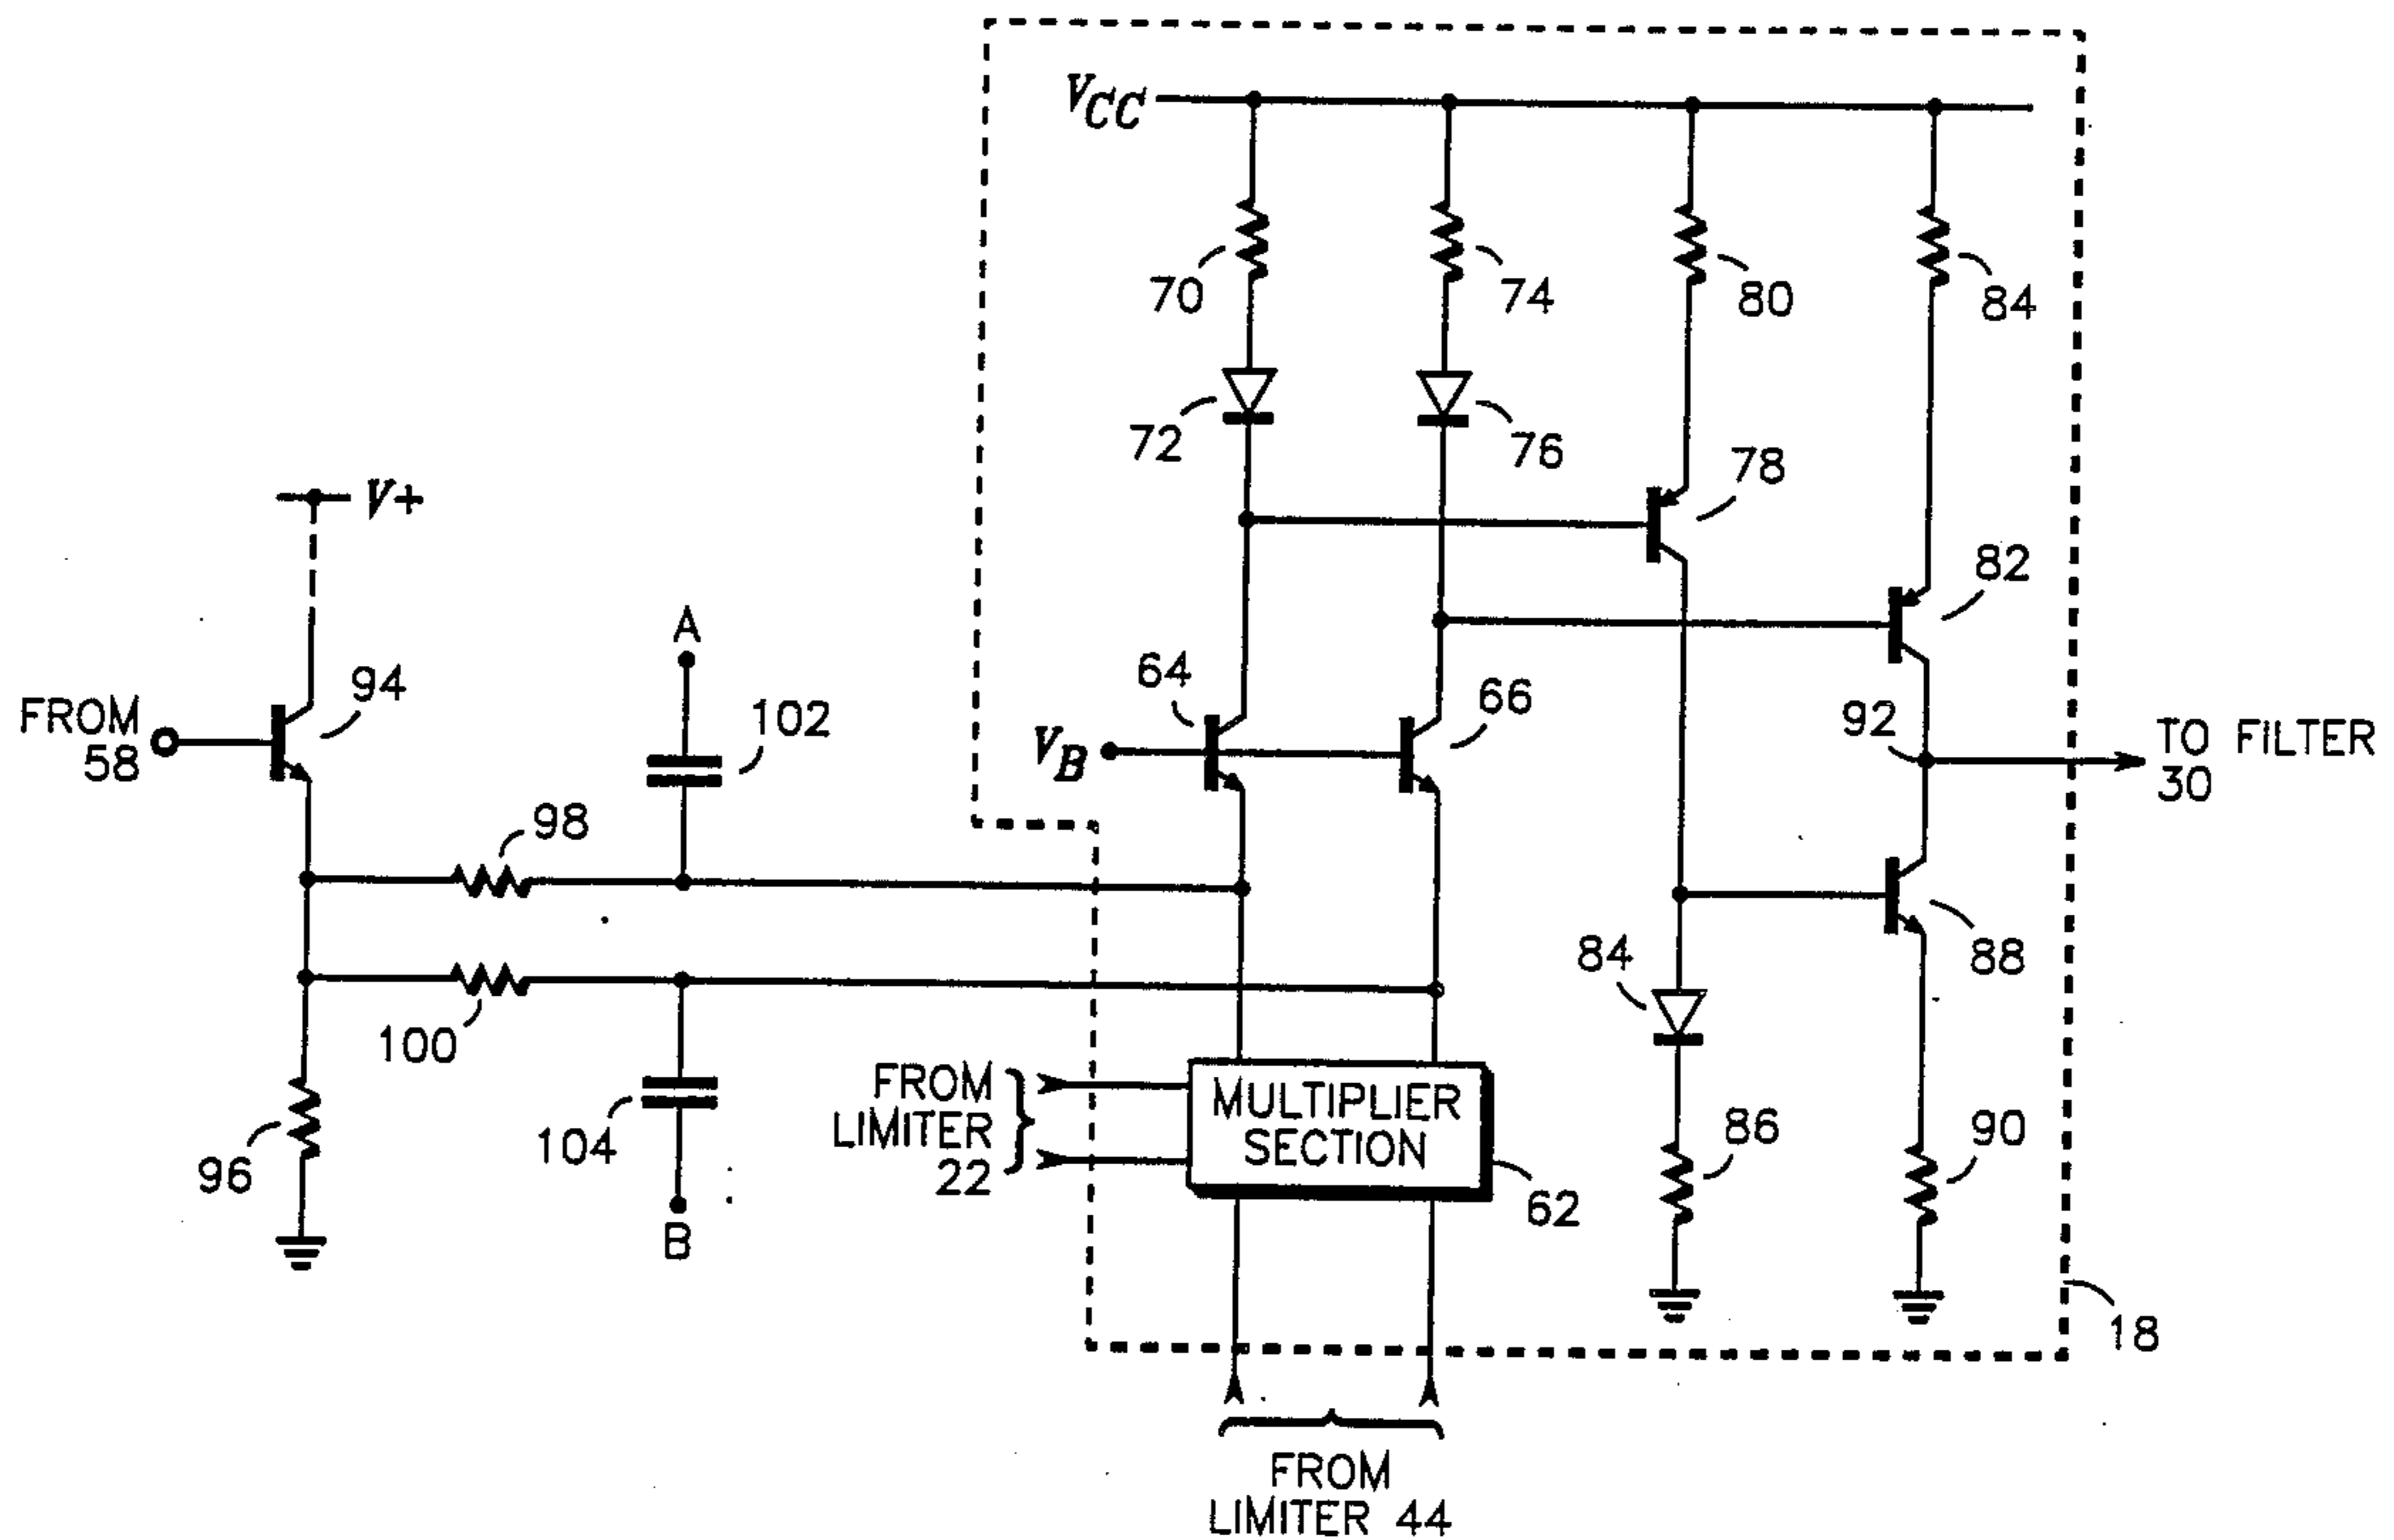 VCC
70
74
80
84
72
76
78
V+
82
A
94
64
66
FROM
58
102
VB
92
TO FILTER
30
98
84
88
100
FROM
LIMITER
22
MULTIPLIER
SECTION
104
96
B
62
86
90
18
FROM
LIMITER 44